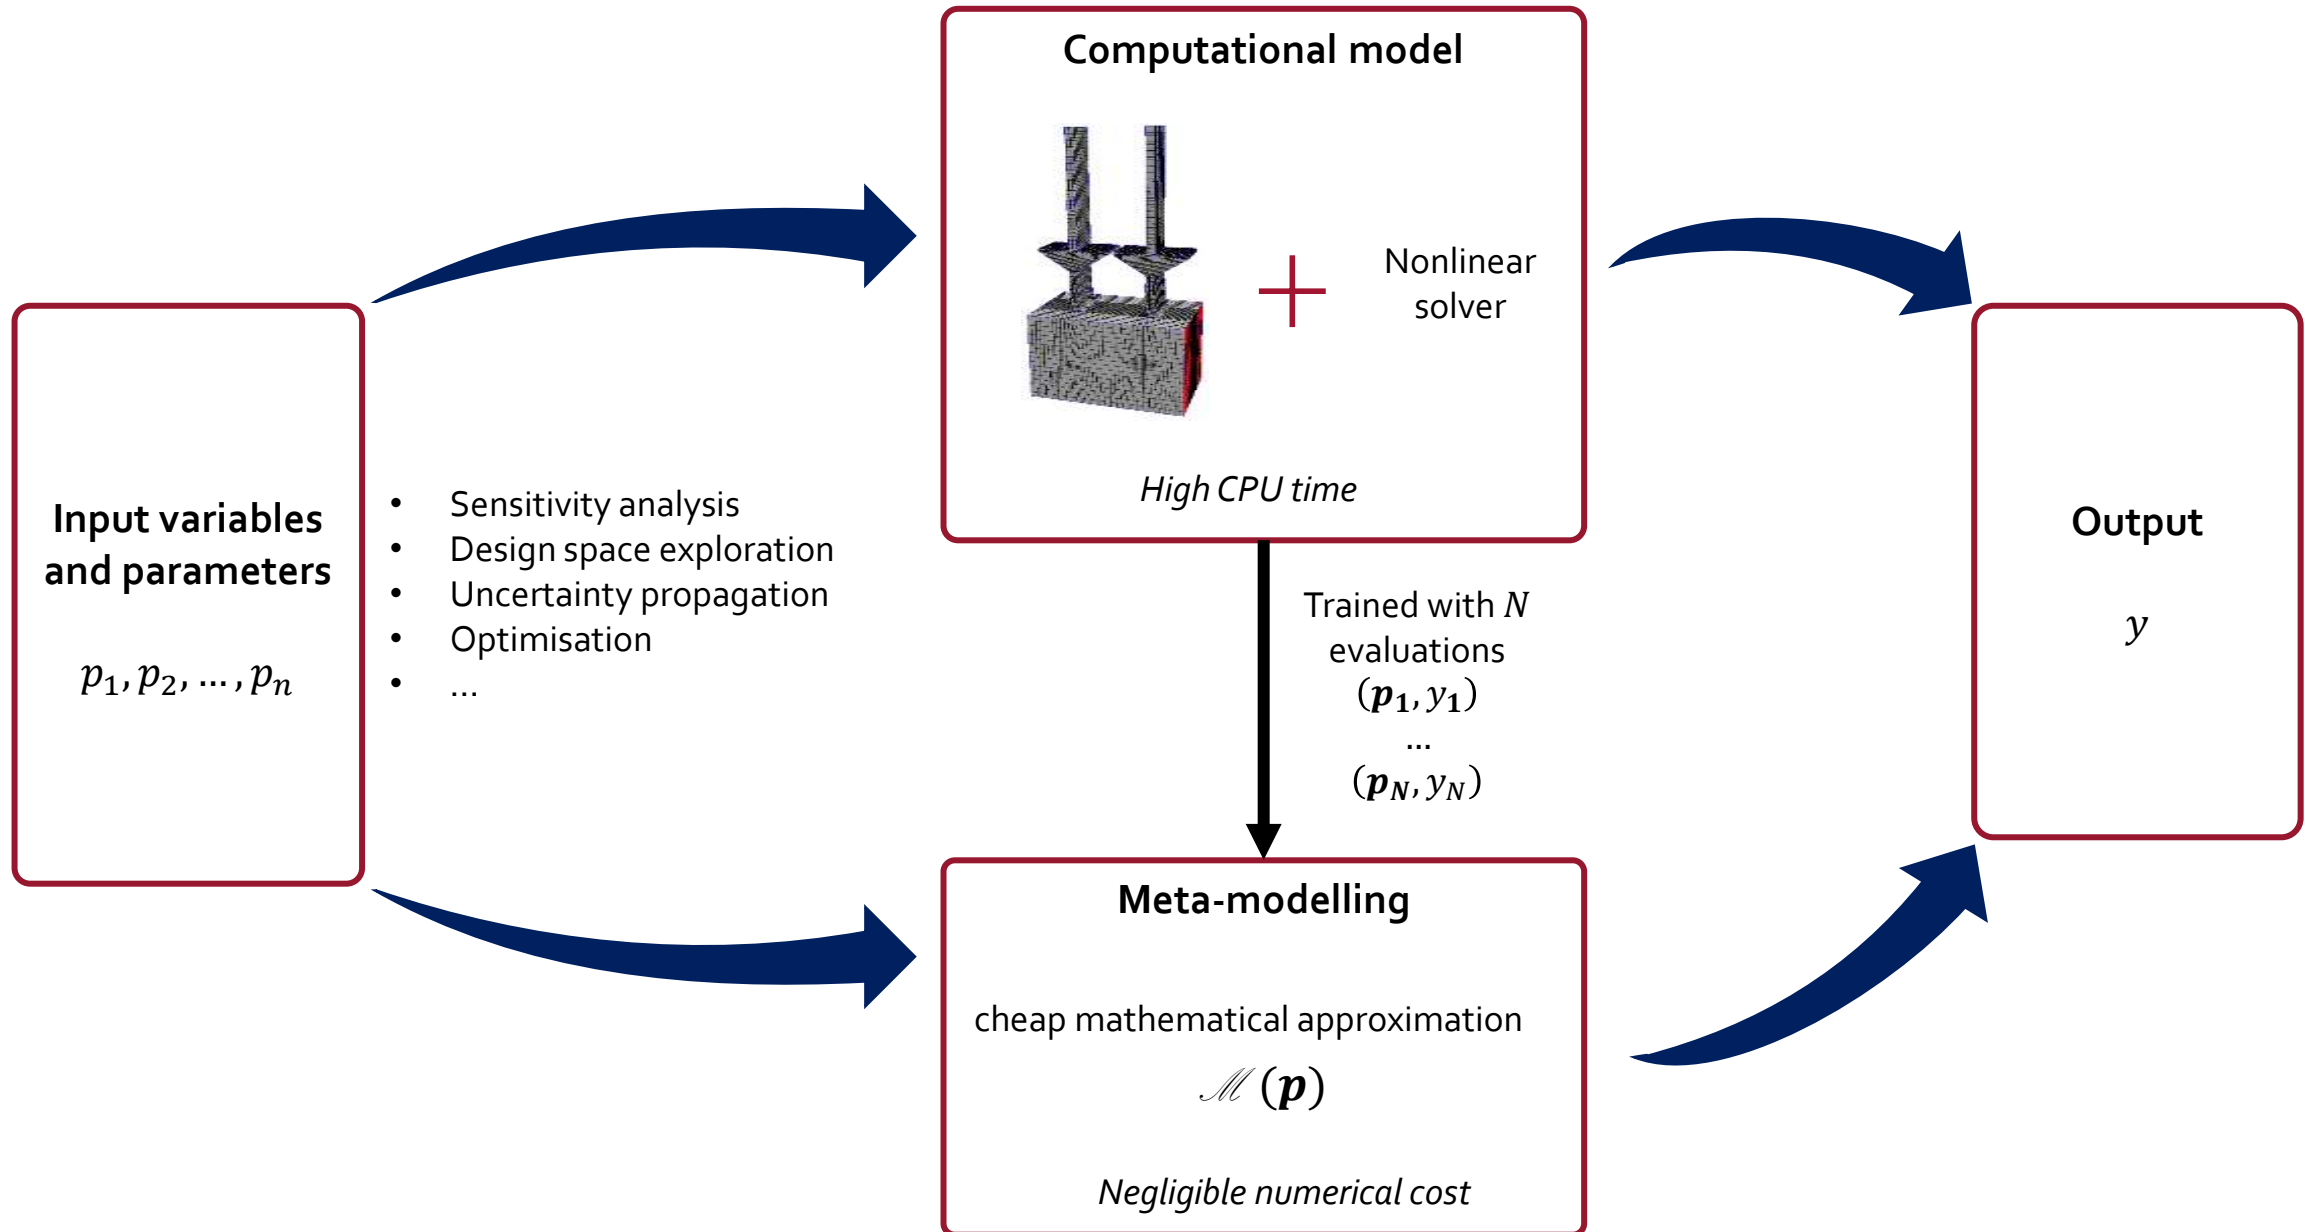 Computational model
Nonlinear
solver
High CPU time
Input variables
and parameters
p₁, p₂, …, pₙ
• Sensitivity analysis
• Design space exploration
• Uncertainty propagation
• Optimisation
• …
Trained with N
evaluations
(p₁, y₁)
…
(p_N, y_N)
Output
y
Meta-modelling
cheap mathematical approximation
ℳ (p)
Negligible numerical cost